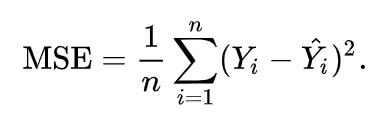 MSE = \frac{1}{n} \sum_{i=1}^{n} (Y_i - \hat{Y}_i)^2.